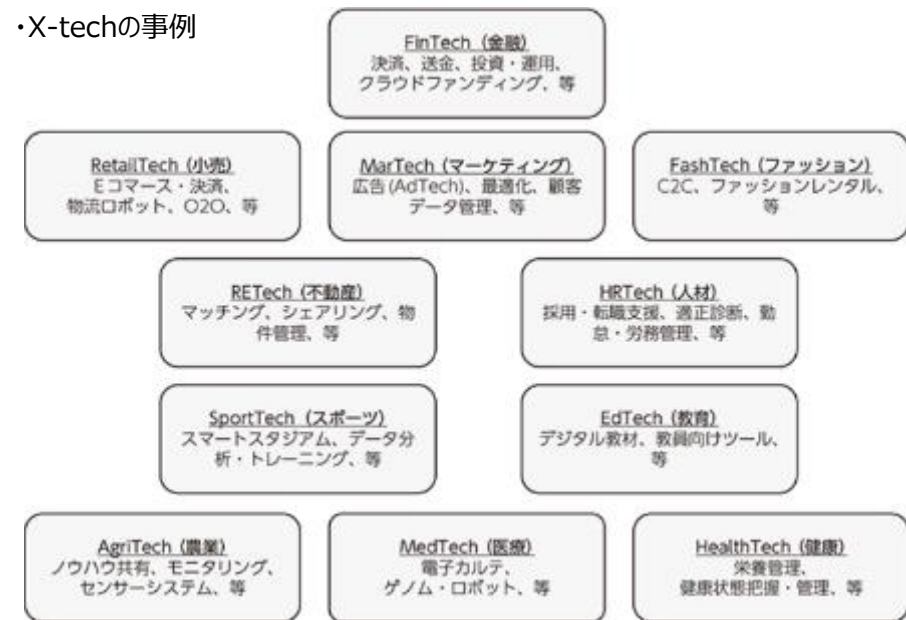 ・X-techの事例
FinTech（金融）
決済、送金、投資・運用、
クラウドファンディング、等
RetailTech（小売）
Eコマース・決済、
物流ロボット、O2O、等
MarTech（マーケティング）
広告(AdTech)、最適化、顧客
データ管理、等
FashTech（ファッション）
C2C、ファッションレンタル、
等
RETech（不動産）
マッチング、シェアリング、物
件管理、等
HRTech（人材）
採用・転職支援、適正診断、勤
怠・労務管理、等
SportTech（スポーツ）
スマートスタジアム、データ分
析・トレーニング、等
EdTech（教育）
デジタル教材、教員向けツール、
等
AgriTech（農業）
ノウハウ共有、モニタリング、
センサーシステム、等
MedTech（医療）
電子カルテ、
ゲノム・ロボット、等
HealthTech（健康）
栄養管理、
健康状態把握・管理、等